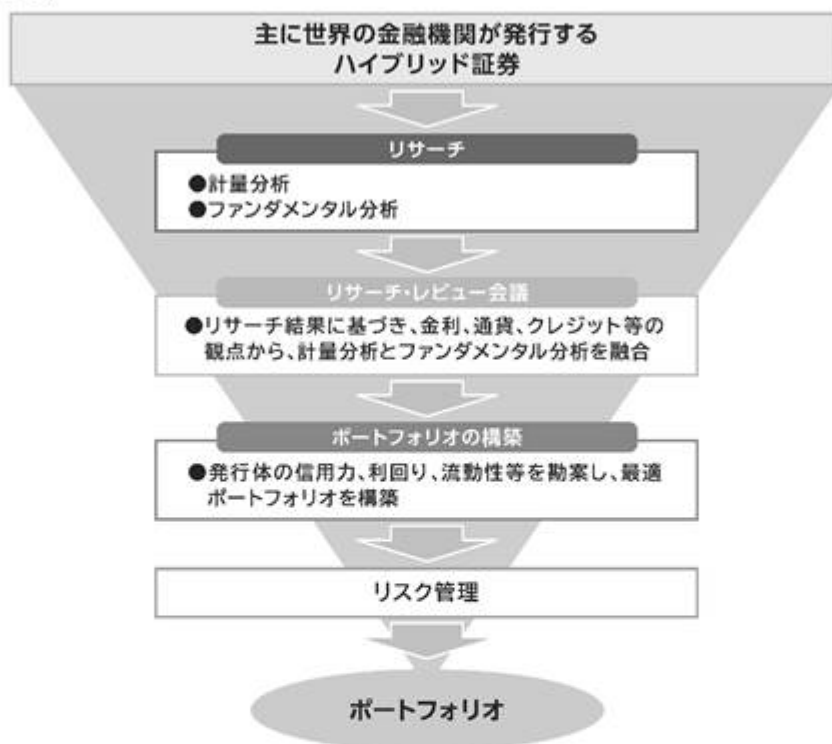 主に世界の金融機関が発行する
ハイブリッド証券
リサーチ
●計量分析
●ファンダメンタル分析
リサーチ・レビュー会議
●リサーチ結果に基づき、金利、通貨、クレジット等の
観点から、計量分析とファンダメンタル分析を融合
ポートフォリオの構築
●発行体の信用力、利回り、流動性等を勘案し、最適
ポートフォリオを構築
リスク管理
ポートフォリオ